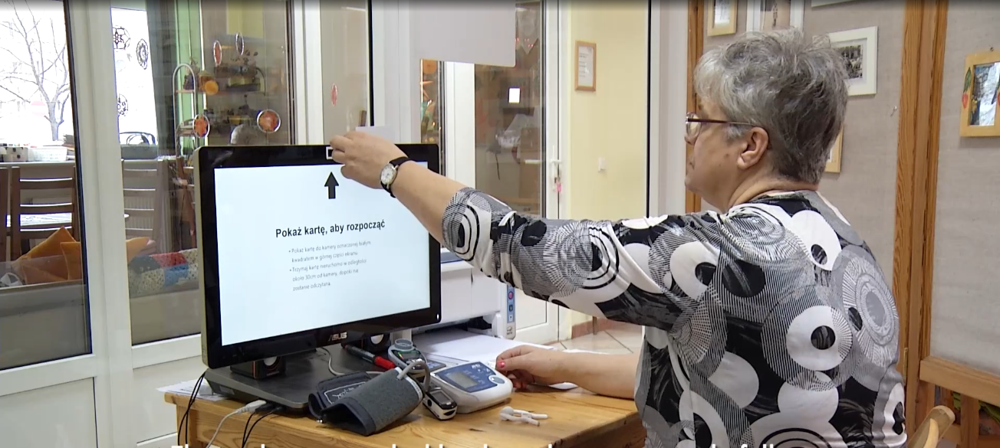 Pokaż kartę, aby rozpocząć
• Pokaż kartę do kamery oznaczonej białym
kwadratem w górnej części ekranu.
• Trzymaj kartę nieruchomo w odległości
około 30cm od kamery, dopóki nie
zostanie odczytana.
ASUS